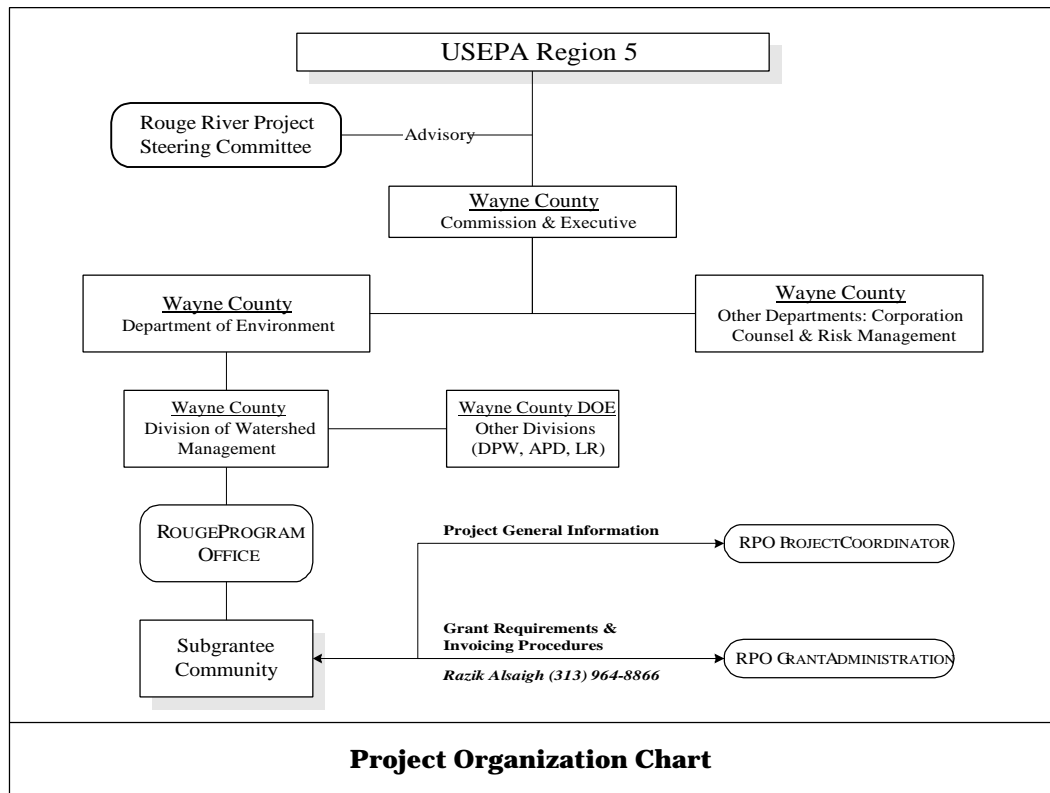 USEPA Region 5
Rouge River Project
Steering Committee
Advisory
Wayne County
Commission & Executive
Wayne County
Department of Environment
Wayne County
Other Departments: Corporation
Counsel & Risk Management
Wayne County
Division of Watershed
Management
Wayne County DOE
Other Divisions
(DPW, APD, LR)
ROUGEPROGRAM
OFFICE
Project General Information
RPO PROJECTCOORDINATOR
Subgrantee
Community
Grant Requirements &
Invoicing Procedures
Razik Alsaigh (313) 964-8866
RPO GRANTADMINISTRATION
Project Organization Chart